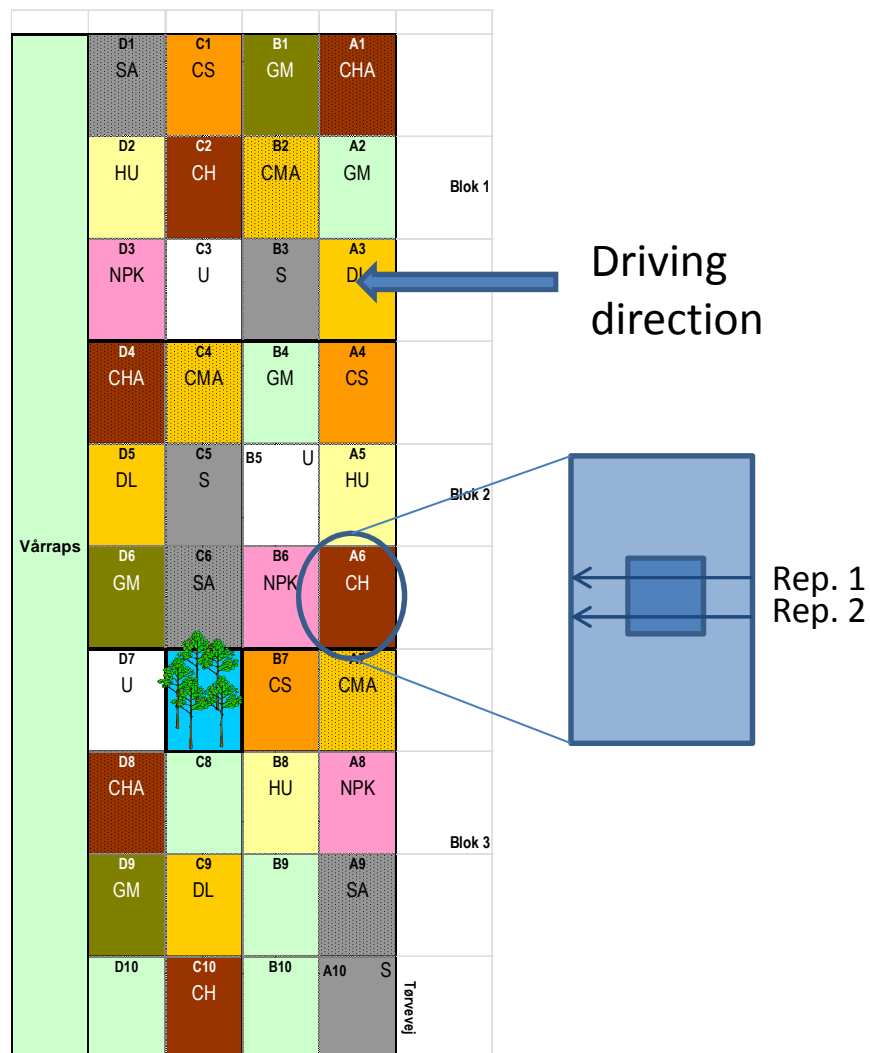 D1 C1 B1 A1
SA CS GM CHA
D2 C2 B2 A2
HU CH CMA GM
Blok 1
D3 C3 B3 A3
NPK U S DL
Driving
direction
D4 C4 B4 A4
CHA CMA GM CS
D5 C5 B5 U A5
DL S HU
Blok 2
Vårraps
D6 C6 B6 A6
GM SA NPK CH
Rep. 1
Rep. 2
D7 B7 A7
U CS CMA
D8 C8 B8 A8
CHA HU NPK
Blok 3
D9 C9 B9 A9
GM DL SA
D10 C10 B10 A10 S
CH
Tørvevej